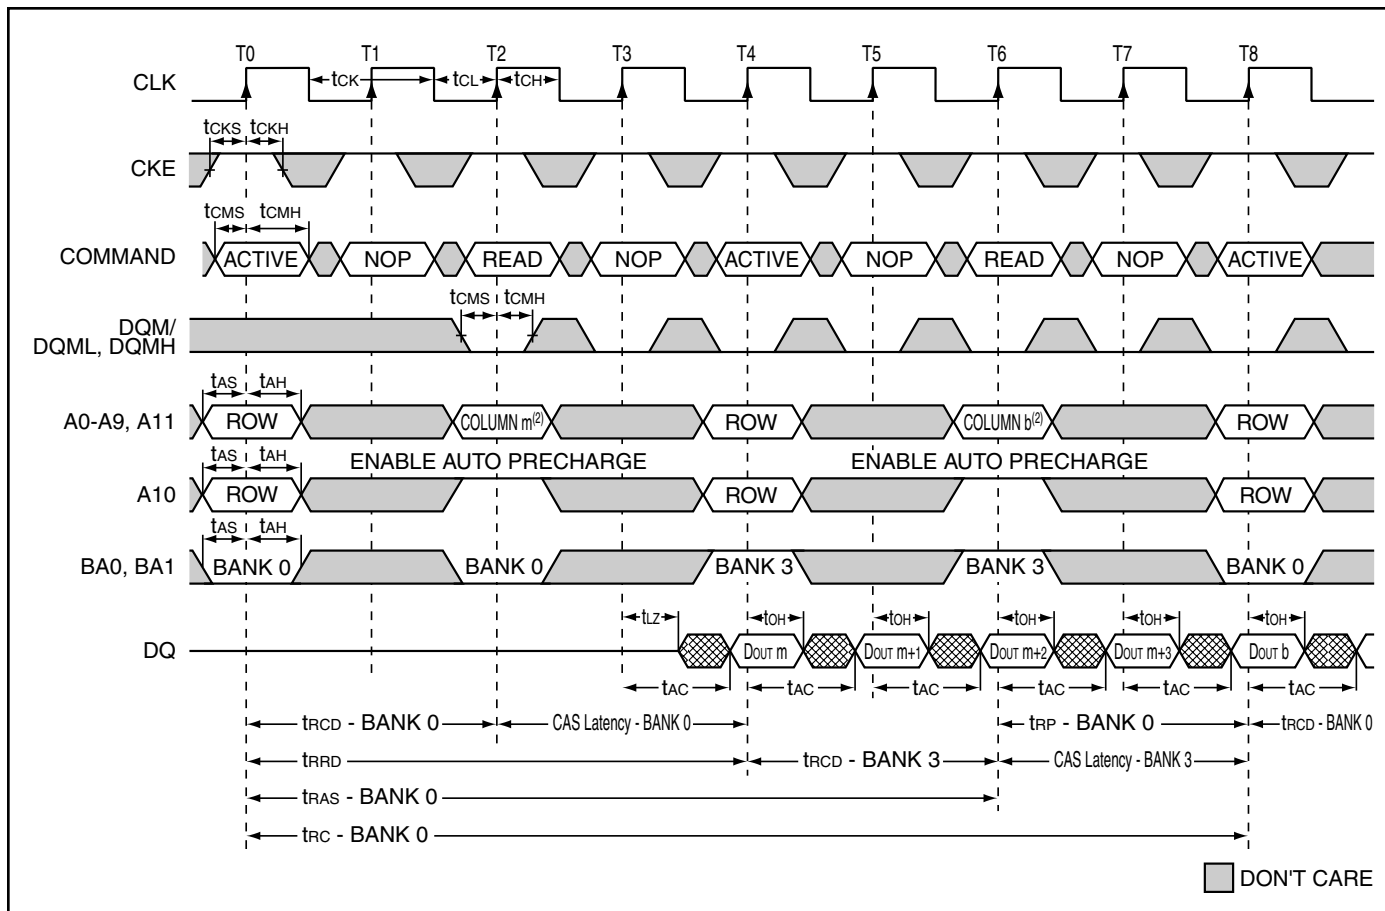 T0 T1 T2 T3 T4 T5 T6 T7 T8
CLK tCK tCL tCH
tCKS tCKH
CKE
tCMS tCMH
COMMAND ACTIVE NOP READ NOP ACTIVE NOP READ NOP ACTIVE
tCMS tCMH
DQM/
DQML, DQMH
tAS tAH
A0-A9, A11 ROW COLUMN m(2) ROW COLUMN b(2) ROW
tAS tAH ENABLE AUTO PRECHARGE ENABLE AUTO PRECHARGE
A10 ROW ROW ROW
tAS tAH
BA0, BA1 BANK 0 BANK 0 BANK 3 BANK 3 BANK 0
tLZ tOH tOH tOH tOH tOH
DQ DOUT m DOUT m+1 DOUT m+2 DOUT m+3 DOUT b
tAC tAC tAC tAC tAC tAC
tRCD - BANK 0 CAS Latency - BANK 0 tRP - BANK 0 tRCD - BANK 0
tRRD tRCD - BANK 3 CAS Latency - BANK 3
tRAS - BANK 0
tRC - BANK 0
DON'T CARE